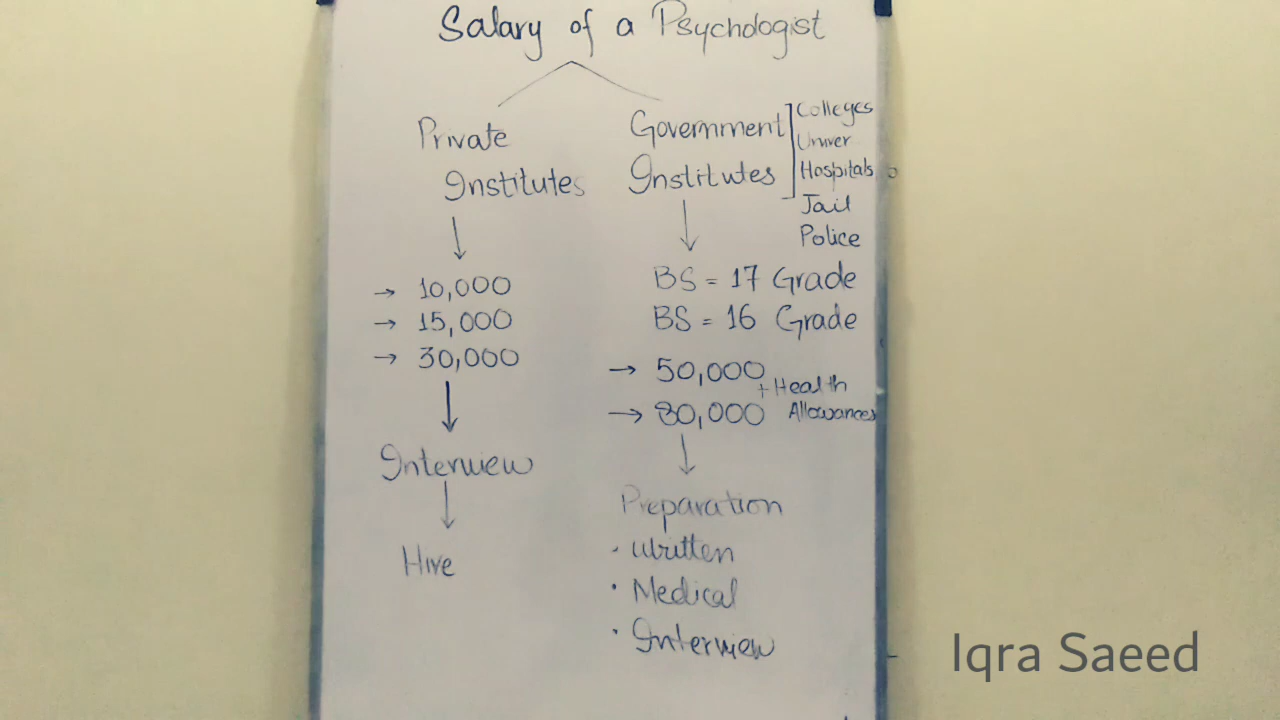 Salary of a Psychologist
Private
Institutes
→ 10,000
→ 15,000
→ 30,000
Interview
Hire
Government
Institutes
Colleges
Univer
Hospitals
Jail
Police
BS = 17 Grade
BS = 16 Grade
→ 50,000
+ Health
→ 80,000
Allowances
Preparation
· Written
· Medical
· Interview
Iqra Saeed